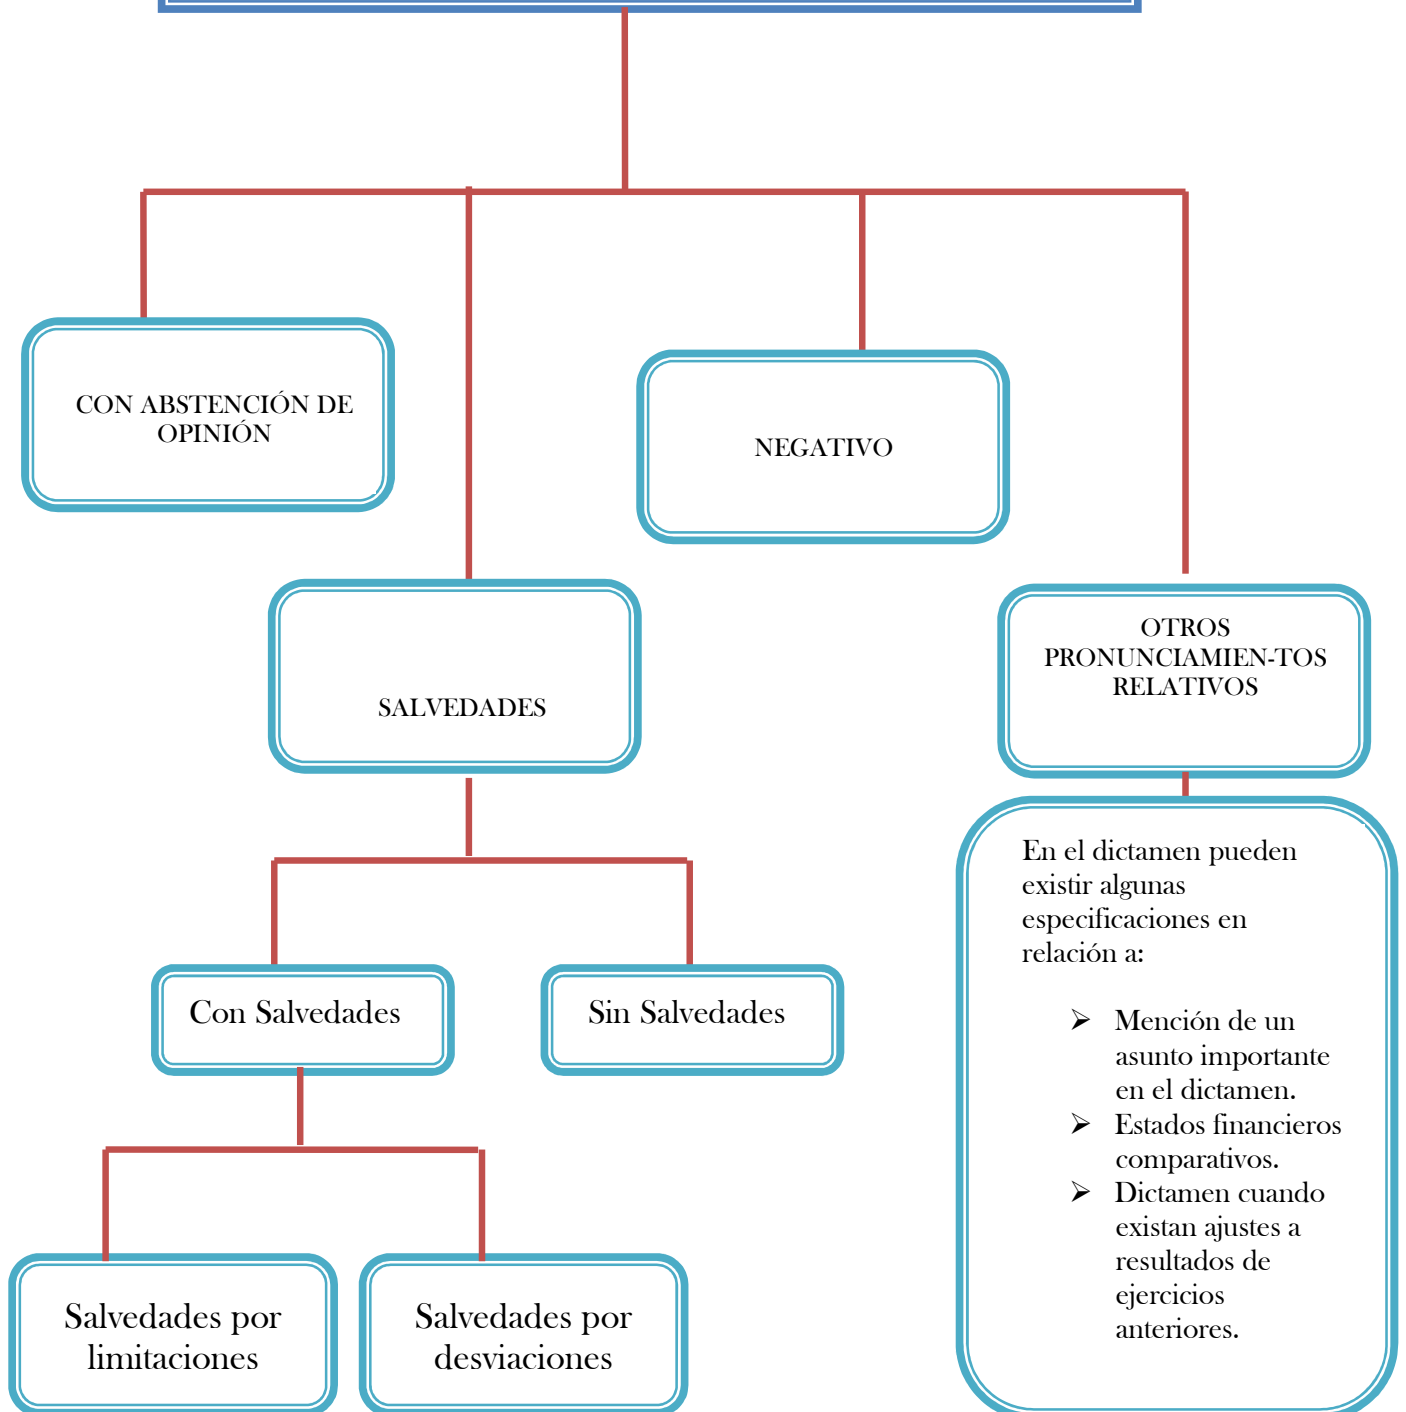 CON ABSTENCIÓN DE
OPINIÓN
NEGATIVO
SALVEDADES
OTROS
PRONUNCIAMIEN-TOS
RELATIVOS
En el dictamen pueden
existir algunas
especificaciones en
relación a:
➢ Mención de un
asunto importante
en el dictamen.
➢ Estados financieros
comparativos.
➢ Dictamen cuando
existan ajustes a
resultados de
ejercicios
anteriores.
Con Salvedades
Sin Salvedades
Salvedades por
limitaciones
Salvedades por
desviaciones